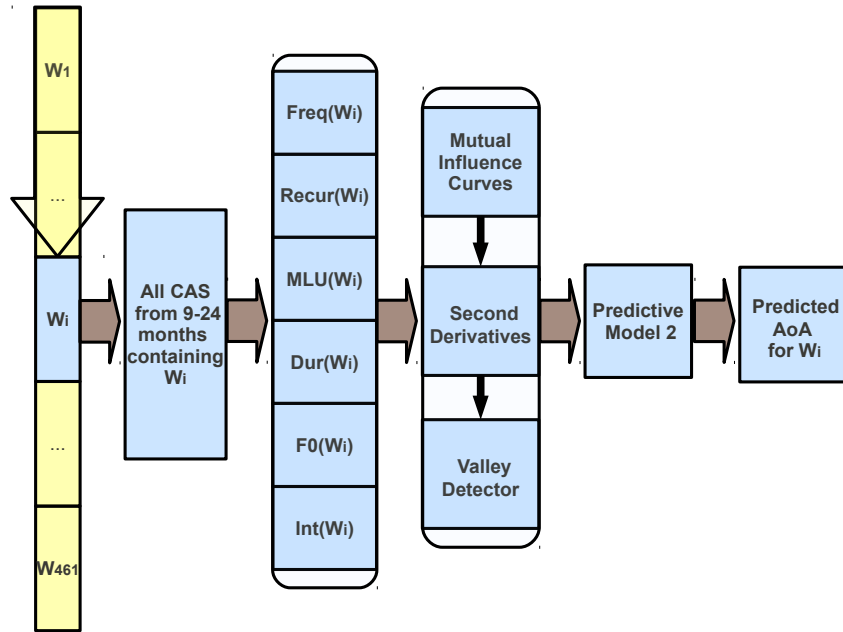 W1
...
Wi
...
W461
All CAS
from 9-24
months
containing
Wi
Freq(Wi)
Recur(Wi)
MLU(Wi)
Dur(Wi)
F0(Wi)
Int(Wi)
Mutual
Influence
Curves
Second
Derivatives
Valley
Detector
Predictive
Model 2
Predicted
AoA
for Wi